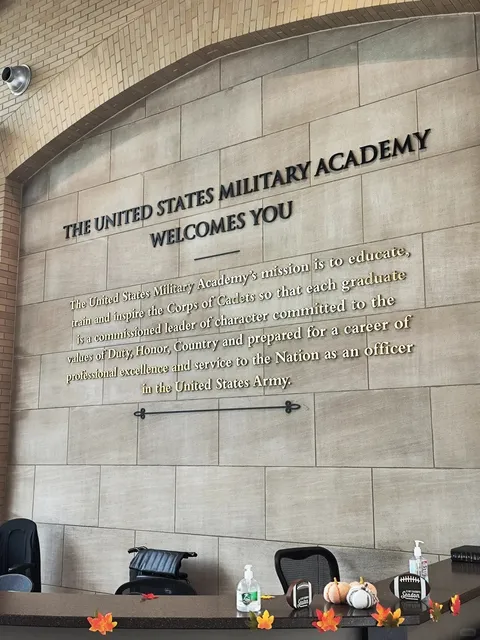 THE UNITED STATES MILITARY ACADEMY
WELCOMES YOU
The United States Military Academy's mission is to educate,
train and inspire the Corps of Cadets so that each graduate
is a commissioned leader of character committed to the
values of Duty, Honor, Country and prepared for a career of
professional excellence and service to the Nation as an officer
in the United States Army.